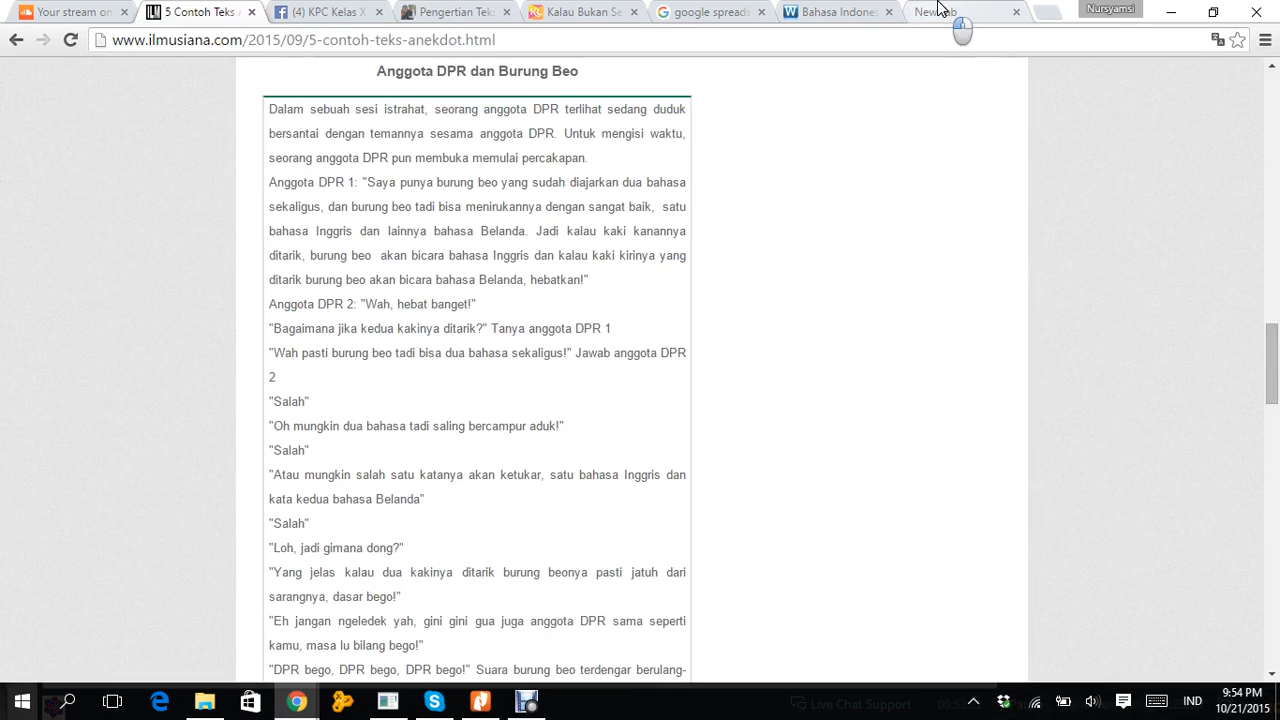 Your stream on
5 Contoh Teks A
(4) KPC Kelas X
Pengertian Teks
Kalau Bukan Se
google spreads
Bahasa Indones
Nursyamsi
www.ilmusiana.com/2015/09/5-contoh-teks-anekdot.html
Anggota DPR dan Burung Beo
Dalam sebuah sesi istrahat, seorang anggota DPR terlihat sedang duduk
bersantai dengan temannya sesama anggota DPR. Untuk mengisi waktu,
seorang anggota DPR pun membuka memulai percakapan.
Anggota DPR 1: "Saya punya burung beo yang sudah diajarkan dua bahasa
sekaligus, dan burung beo tadi bisa menirukannya dengan sangat baik, satu
bahasa Inggris dan lainnya bahasa Belanda. Jadi kalau kaki kanannya
ditarik, burung beo akan bicara bahasa Inggris dan kalau kaki kirinya yang
ditarik burung beo akan bicara bahasa Belanda, hebatkan!"
Anggota DPR 2: "Wah, hebat banget!"
"Bagaimana jika kedua kakinya ditarik?" Tanya anggota DPR 1
"Wah pasti burung beo tadi bisa dua bahasa sekaligus!" Jawab anggota DPR
2
"Salah"
"Oh mungkin dua bahasa tadi saling bercampur aduk!"
"Salah"
"Atau mungkin salah satu katanya akan ketukar, satu bahasa Inggris dan
kata kedua bahasa Belanda"
"Salah"
"Loh, jadi gimana dong?"
"Yang jelas kalau dua kakinya ditarik burung beonya pasti jatuh dari
sarangnya, dasar bego!"
"Eh jangan ngeledek yah, gini gini gua juga anggota DPR sama seperti
kamu, masa lu bilang bego!"
"DPR bego, DPR bego, DPR bego!" Suara burung beo terdengar berulang-
Live Chat Support
IND
9:54 PM
10/21/2015